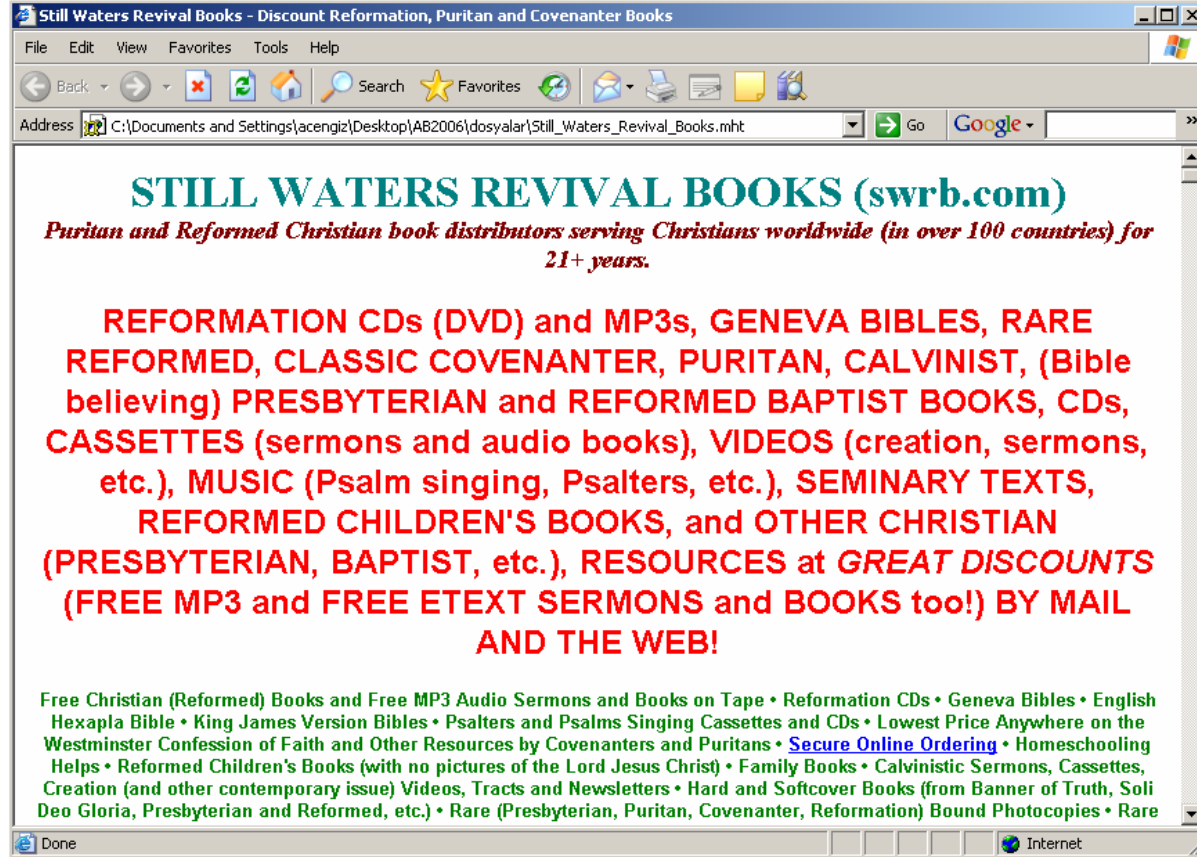 Still Waters Revival Books - Discount Reformation, Puritan and Covenanter Books
File Edit View Favorites Tools Help
Back Search Favorites
Address C:\Documents and Settings\acengiz\Desktop\AB2006\dosyalar\Still_Waters_Revival_Books.mht Go Google
STILL WATERS REVIVAL BOOKS (swrb.com)
Puritan and Reformed Christian book distributors serving Christians worldwide (in over 100 countries) for
21+ years.
REFORMATION CDs (DVD) and MP3s, GENEVA BIBLES, RARE
REFORMED, CLASSIC COVENANTER, PURITAN, CALVINIST, (Bible
believing) PRESBYTERIAN and REFORMED BAPTIST BOOKS, CDs,
CASSETTES (sermons and audio books), VIDEOS (creation, sermons,
etc.), MUSIC (Psalm singing, Psalters, etc.), SEMINARY TEXTS,
REFORMED CHILDREN'S BOOKS, and OTHER CHRISTIAN
(PRESBYTERIAN, BAPTIST, etc.), RESOURCES at GREAT DISCOUNTS
(FREE MP3 and FREE ETEXT SERMONS and BOOKS too!) BY MAIL
AND THE WEB!
Free Christian (Reformed) Books and Free MP3 Audio Sermons and Books on Tape • Reformation CDs • Geneva Bibles • English
Hexapla Bible • King James Version Bibles • Psalters and Psalms Singing Cassettes and CDs • Lowest Price Anywhere on the
Westminster Confession of Faith and Other Resources by Covenanters and Puritans • Secure Online Ordering • Homeschooling
Helps • Reformed Children's Books (with no pictures of the Lord Jesus Christ) • Family Books • Calvinistic Sermons, Cassettes,
Creation (and other contemporary issue) Videos, Tracts and Newsletters • Hard and Softcover Books (from Banner of Truth, Soli
Deo Gloria, Presbyterian and Reformed, etc.) • Rare (Presbyterian, Puritan, Covenanter, Reformation) Bound Photocopies • Rare
Done Internet